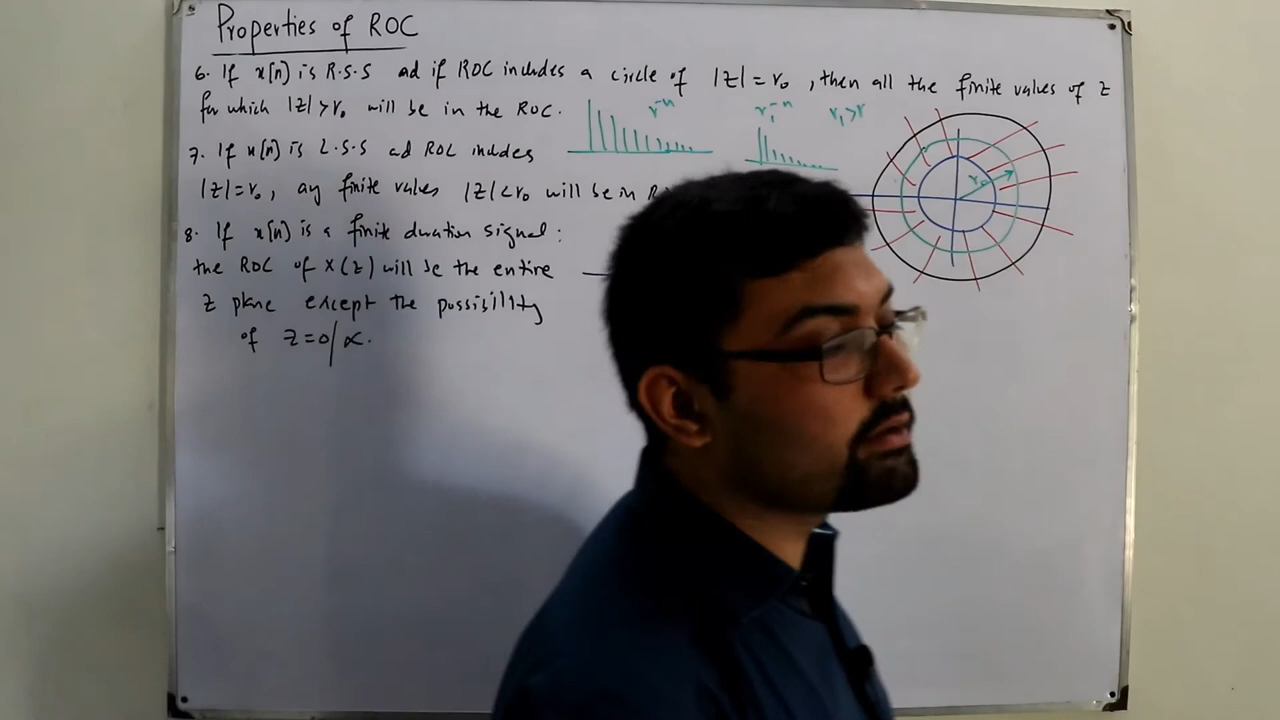 Properties of ROC
6. If x[n] is R.S.S ad if ROC includes a circle of |z| = r₀, then all the finite values of z
for which |z| > r₀ will be in the ROC.
r⁻ⁿ
r₁⁻ⁿ
r₁>r
7. If x[n] is L.S.S ad ROC includes
|z| = r₀, any finite values |z| < r₀ will be in R
r₀
8. If x[n] is a finite duration signal:
the ROC of X(z) will be the entire
z plane except the possibility
of z=0/∝.